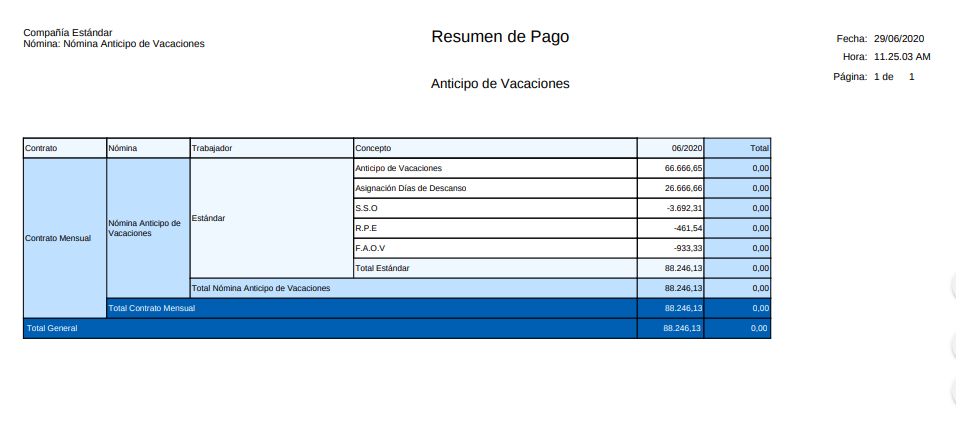 Compañía Estándar
Nómina: Nómina Anticipo de Vacaciones
Resumen de Pago
Anticipo de Vacaciones
Fecha: 29/06/2020
Hora: 11.25.03 AM
Página: 1 de 1
Contrato Nómina Trabajador Concepto 06/2020 Total
Contrato Mensual
Nómina Anticipo de
Vacaciones
Estándar
Anticipo de Vacaciones 66.666,65 0,00
Asignación Días de Descanso 26.666,66 0,00
S.S.O -3.692,31 0,00
R.P.E -461,54 0,00
F.A.O.V -933,33 0,00
Total Estándar 88.246,13 0,00
Total Nómina Anticipo de Vacaciones 88.246,13 0,00
Total Contrato Mensual 88.246,13 0,00
Total General 88.246,13 0,00